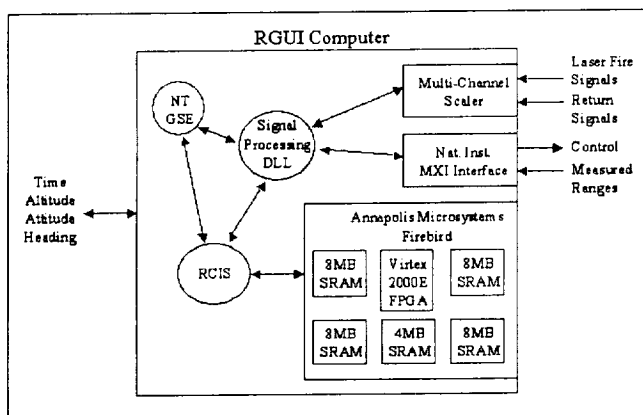 RGUI Computer
NT
GSE
Signal
Processing
DLL
Multi-Channel
Scaler
Laser Fire
Signals
Return
Signals
Nat. Inst.
MXI Interface
Control
Measured
Ranges
Time
Altitude
Attitude
Heading
RCIS
Annapolis Microsystems
Firebird
8MB
SRAM
Virtex
2000E
FPGA
8MB
SRAM
8MB
SRAM
4MB
SRAM
8MB
SRAM